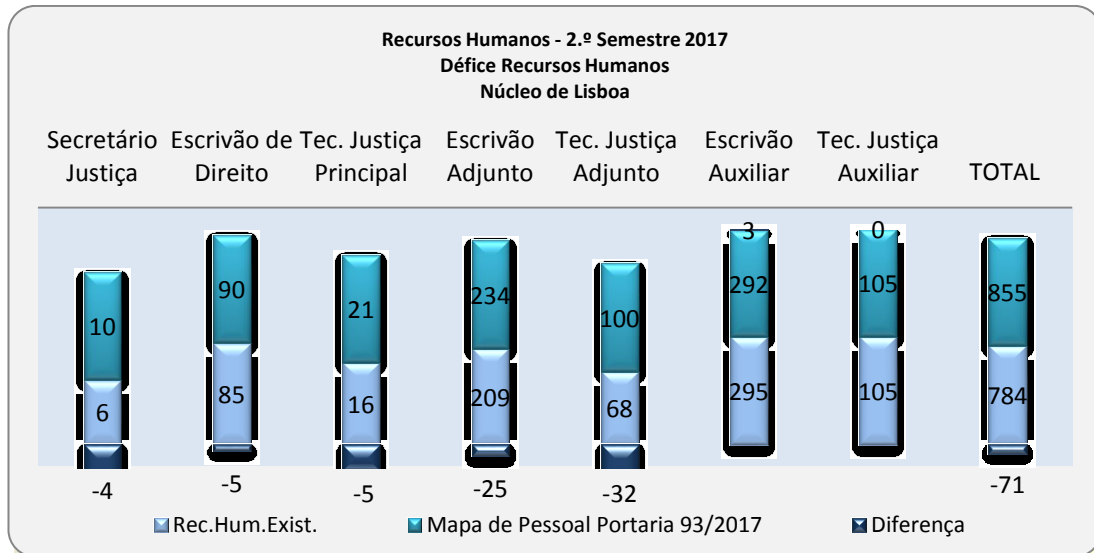 Recursos Humanos - 2.º Semestre 2017
Défice Recursos Humanos
Núcleo de Lisboa
Secretário Justiça
Escrivão de Direito
Tec. Justiça Principal
Escrivão Adjunto
Tec. Justiça Adjunto
Escrivão Auxiliar
Tec. Justiça Auxiliar
TOTAL
3 0
10 90 21 234 100 292 105 855
6 85 16 209 68 295 105 784
-4 -5 -5 -25 -32 -71
Rec.Hum.Exist. Mapa de Pessoal Portaria 93/2017 Diferença